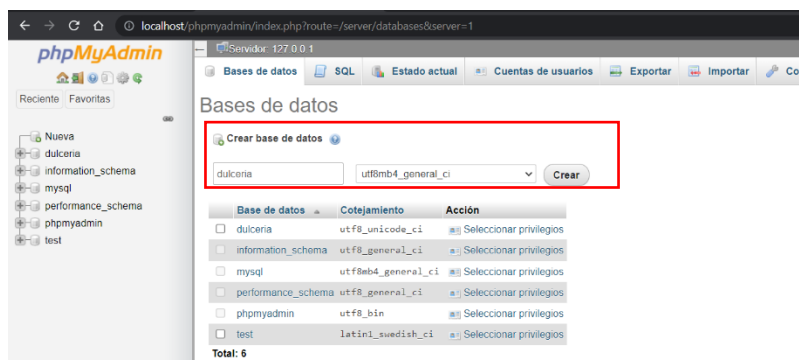 localhost/phpmyadmin/index.php?route=/server/databases&server=1
phpMyAdmin
Reciente Favoritas
Nueva
dulceria
information_schema
mysql
performance_schema
phpmyadmin
test
Servidor: 127.0.0.1
Bases de datos SQL Estado actual Cuentas de usuarios Exportar Importar Co
Bases de datos
Crear base de datos
dulceria utf8mb4_general_ci Crear
Base de datos Cotejamiento Acción
dulceria utf8_unicode_ci Seleccionar privilegios
information_schema utf8_general_ci Seleccionar privilegios
mysql utf8mb4_general_ci Seleccionar privilegios
performance_schema utf8_general_ci Seleccionar privilegios
phpmyadmin utf8_bin Seleccionar privilegios
test latin1_swedish_ci Seleccionar privilegios
Total: 6